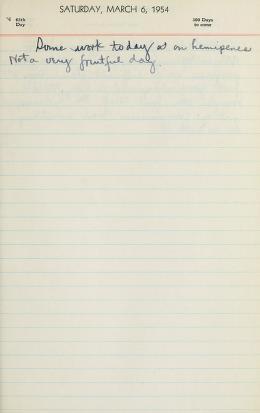 SATURDAY, MARCH 6, 1954
65th
Day
300 Days
to come
Some work today as on hemipenes
Not a very fruitful day.